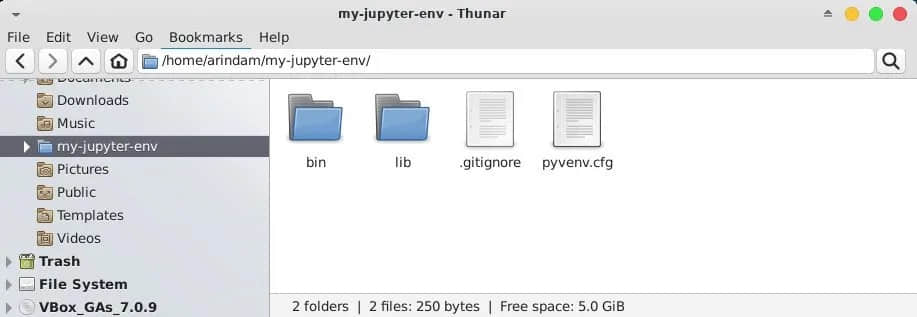 my-jupyter-env - Thunar
File Edit View Go Bookmarks Help
/home/arindam/my-jupyter-env/
Documents
Downloads
Music
my-jupyter-env
Pictures
Public
Templates
Videos
Trash
File System
VBox_GAs_7.0.9
bin lib .gitignore pyvenv.cfg
2 folders | 2 files: 250 bytes | Free space: 5.0 GiB